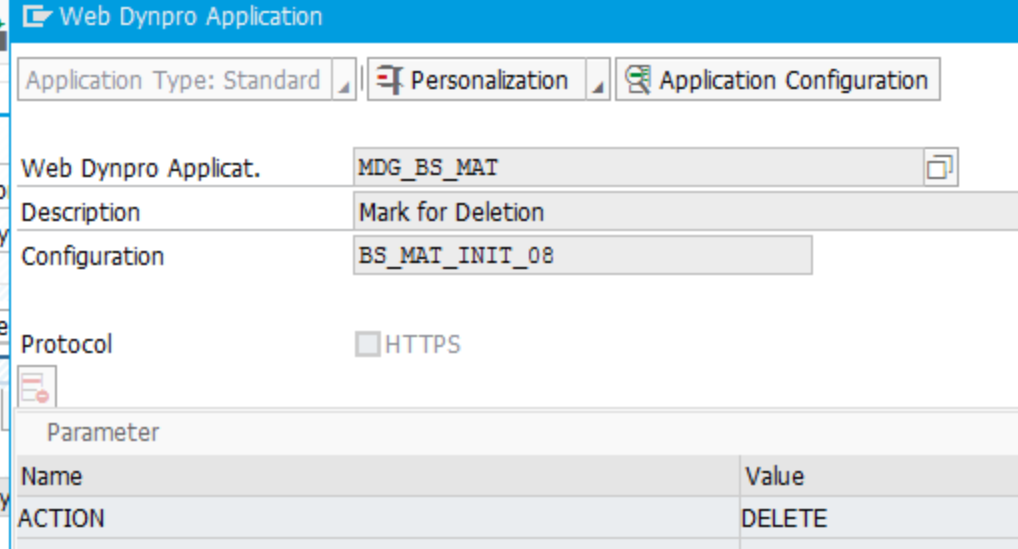 Web Dynpro Application
Application Type: Standard Personalization Application Configuration
Web Dynpro Applicat. MDG_BS_MAT
Description Mark for Deletion
Configuration BS_MAT_INIT_08
Protocol HTTPS
Parameter
Name Value
ACTION DELETE